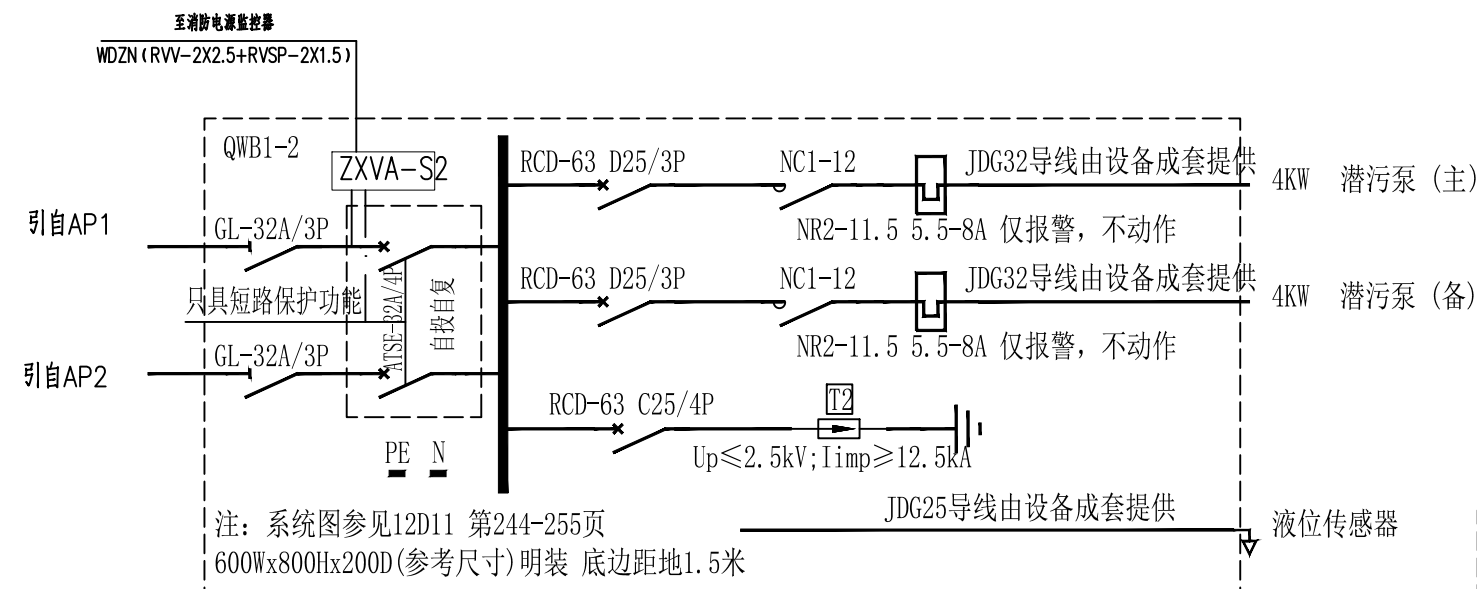 至消防电源监控器
WDZN(RVV-2X2.5+RVSP-2X1.5)
QWB1-2
ZXVA-S2
RCD-63 D25/3P
NC1-12
JDG32导线由设备成套提供
4KW 潜污泵 (主)
引自AP1
GL-32A/3P
NR2-11.5 5.5-8A 仅报警，不动作
RCD-63 D25/3P
NC1-12
JDG32导线由设备成套提供
4KW 潜污泵 (备)
只具短路保护功能
ATSE-32A/4P
自投自复
NR2-11.5 5.5-8A 仅报警，不动作
引自AP2
GL-32A/3P
RCD-63 C25/4P
T2
Up≤2.5kV;Iimp≥12.5kA
PE N
JDG25导线由设备成套提供
液位传感器
注：系统图参见12D11 第244-255页
600Wx800Hx200D(参考尺寸)明装 底边距地1.5米